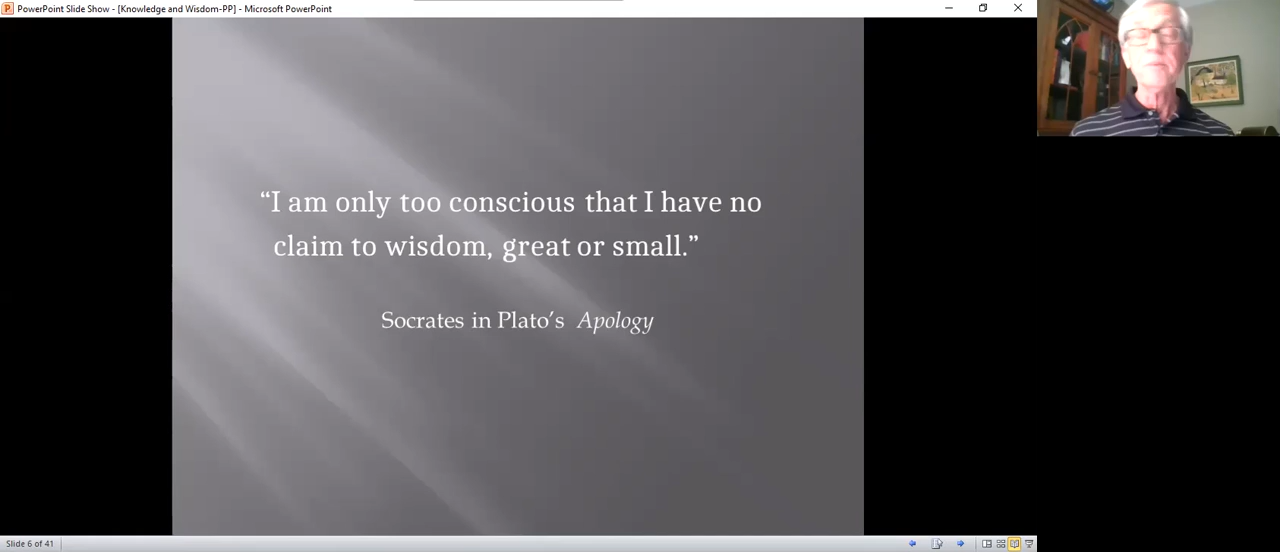 PowerPoint Slide Show - [Knowledge and Wisdom-PP] - Microsoft PowerPoint
“I am only too conscious that I have no
claim to wisdom, great or small.”
Socrates in Plato’s Apology
Slide 6 of 41